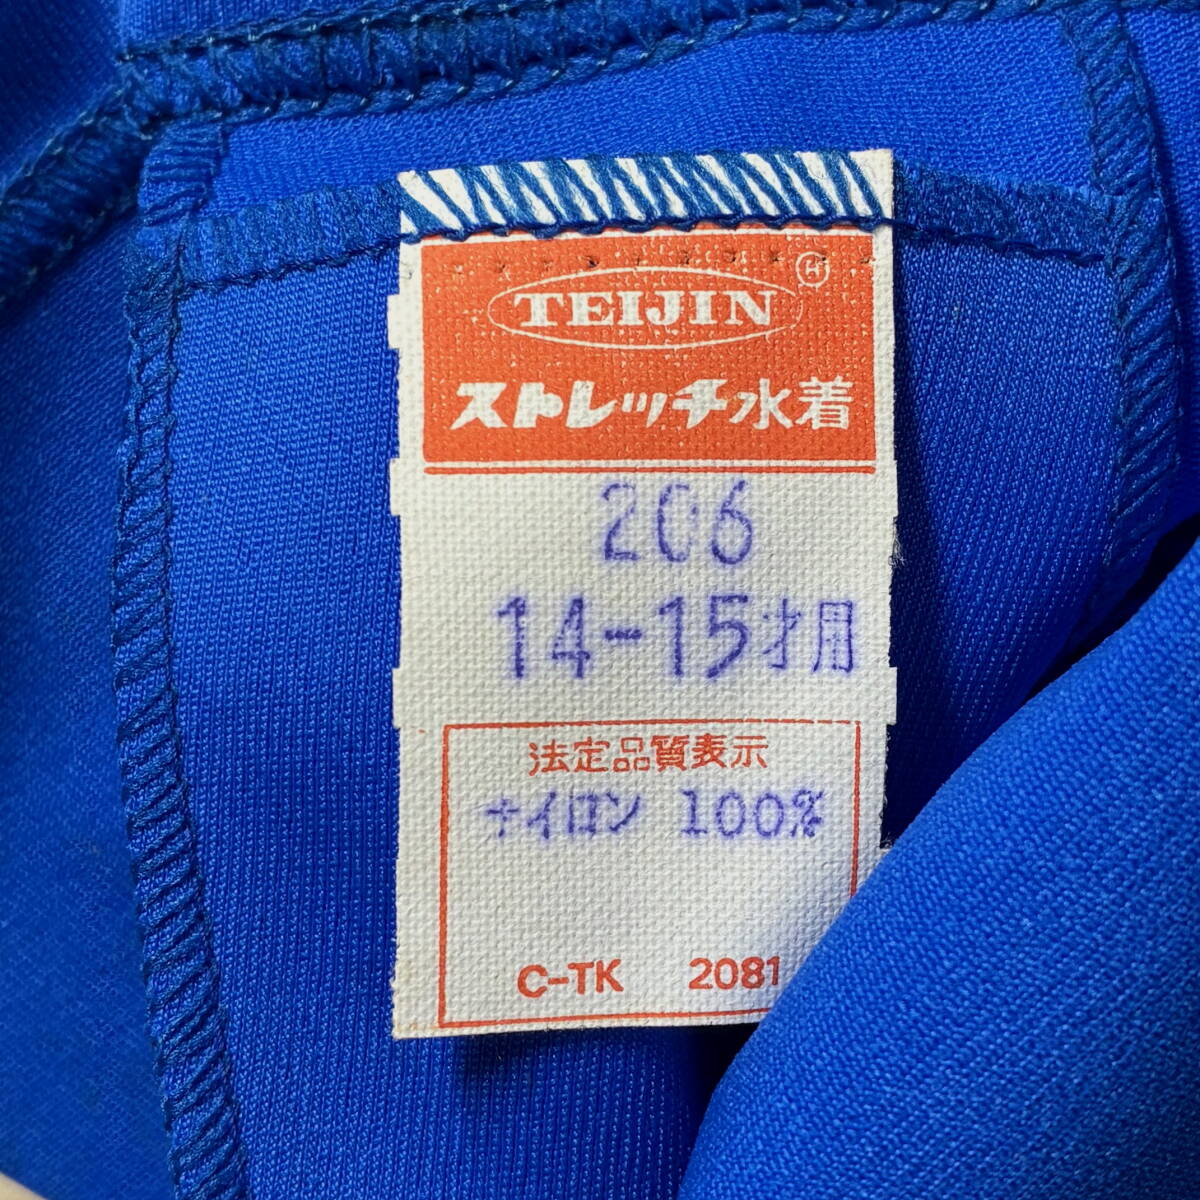 TEIJIN Ⓗ
ストレッチ水着
206
14-15才用
法定品質表示
ナイロン 100%
C-TK 2081